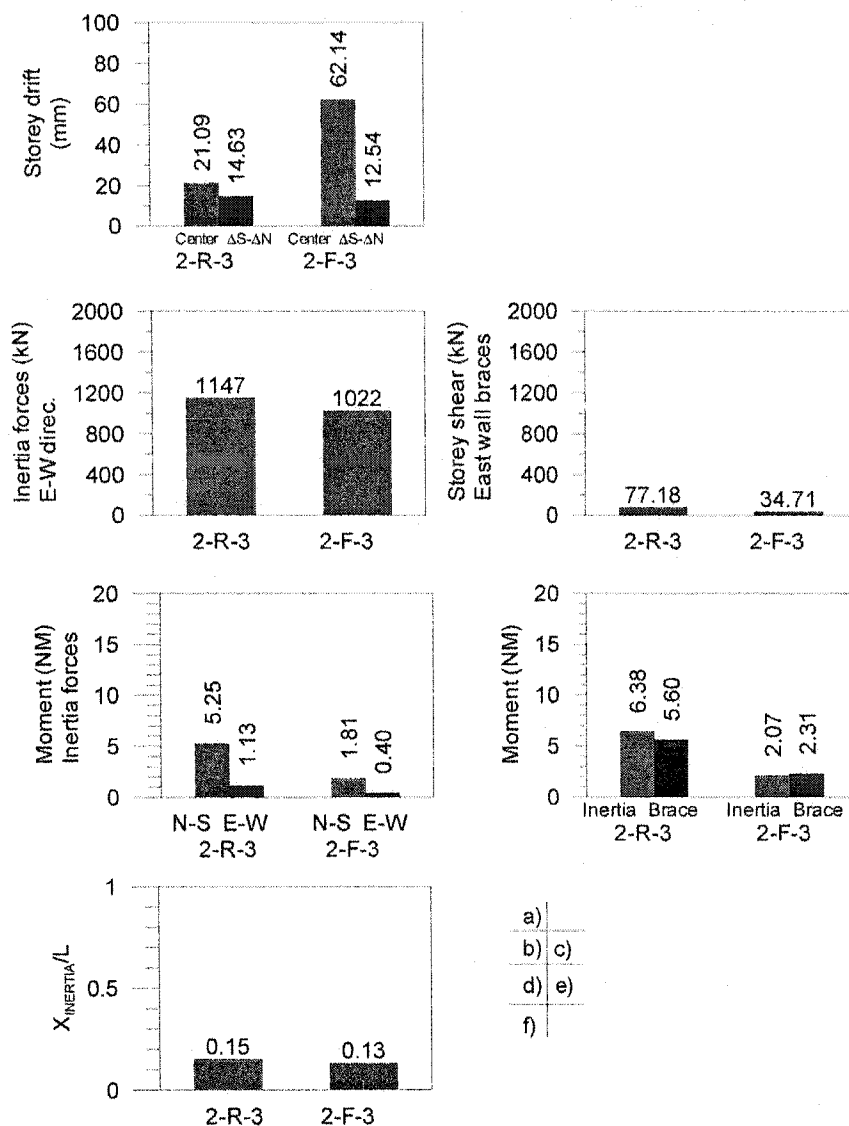 Storey drift
(mm)
100
80
60
40
20
0
21.09
14.63
62.14
12.54
Center ΔS-ΔN
Center ΔS-ΔN
2-R-3
2-F-3
Inertia forces (kN)
E-W direc.
2000
1600
1200
800
400
0
1147
1022
2-R-3
2-F-3
Storey shear (kN)
East wall braces
2000
1600
1200
800
400
0
77.18
34.71
2-R-3
2-F-3
Moment (NM)
Inertia forces
20
15
10
5
0
5.25
1.13
1.81
0.40
N-S E-W
N-S E-W
2-R-3
2-F-3
Moment (NM)
20
15
10
5
0
6.38
5.60
2.07
2.31
Inertia Brace
Inertia Brace
2-R-3
2-F-3
X_INERTIA/L
1
0.5
0
0.15
0.13
2-R-3
2-F-3
a)
b) c)
d) e)
f)